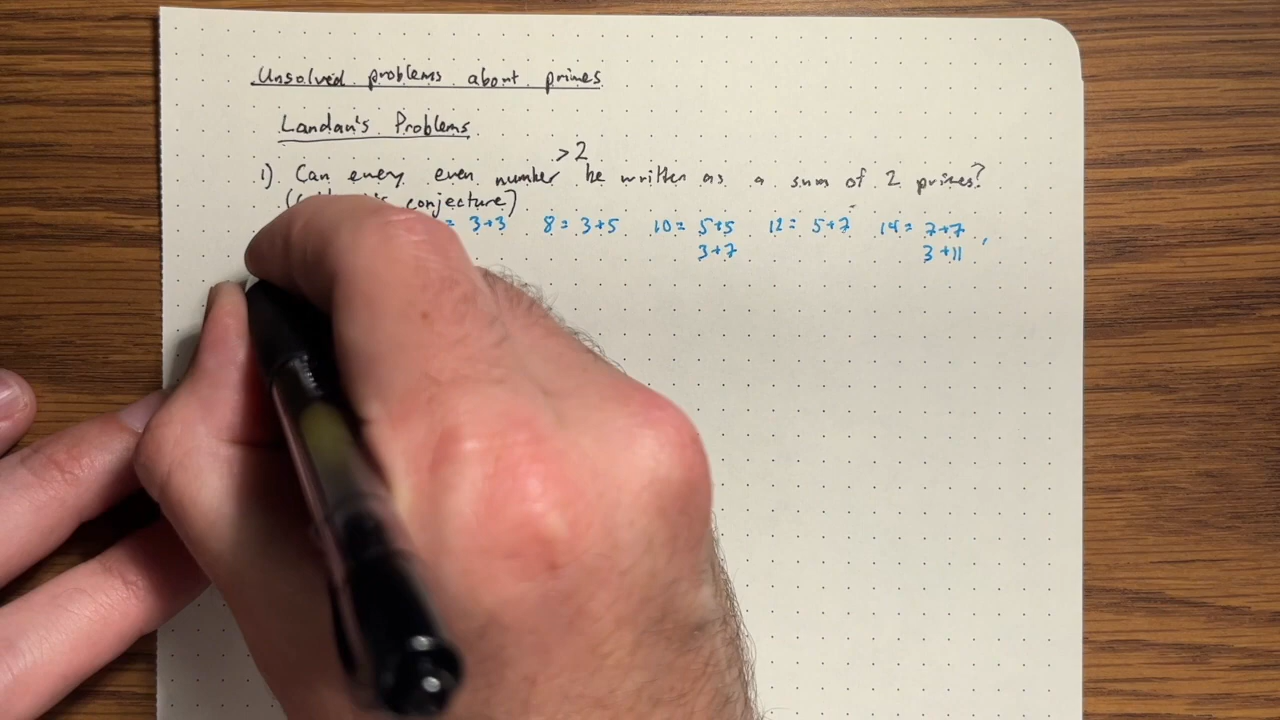 Unsolved problems about primes
Landau's Problems
>2
1) Can every even number be written as a sum of 2 primes?
conjecture)
= 3+3 8 = 3+5 10 = 5+5 12 = 5+7 14 = 7+7,
3+7 3+11